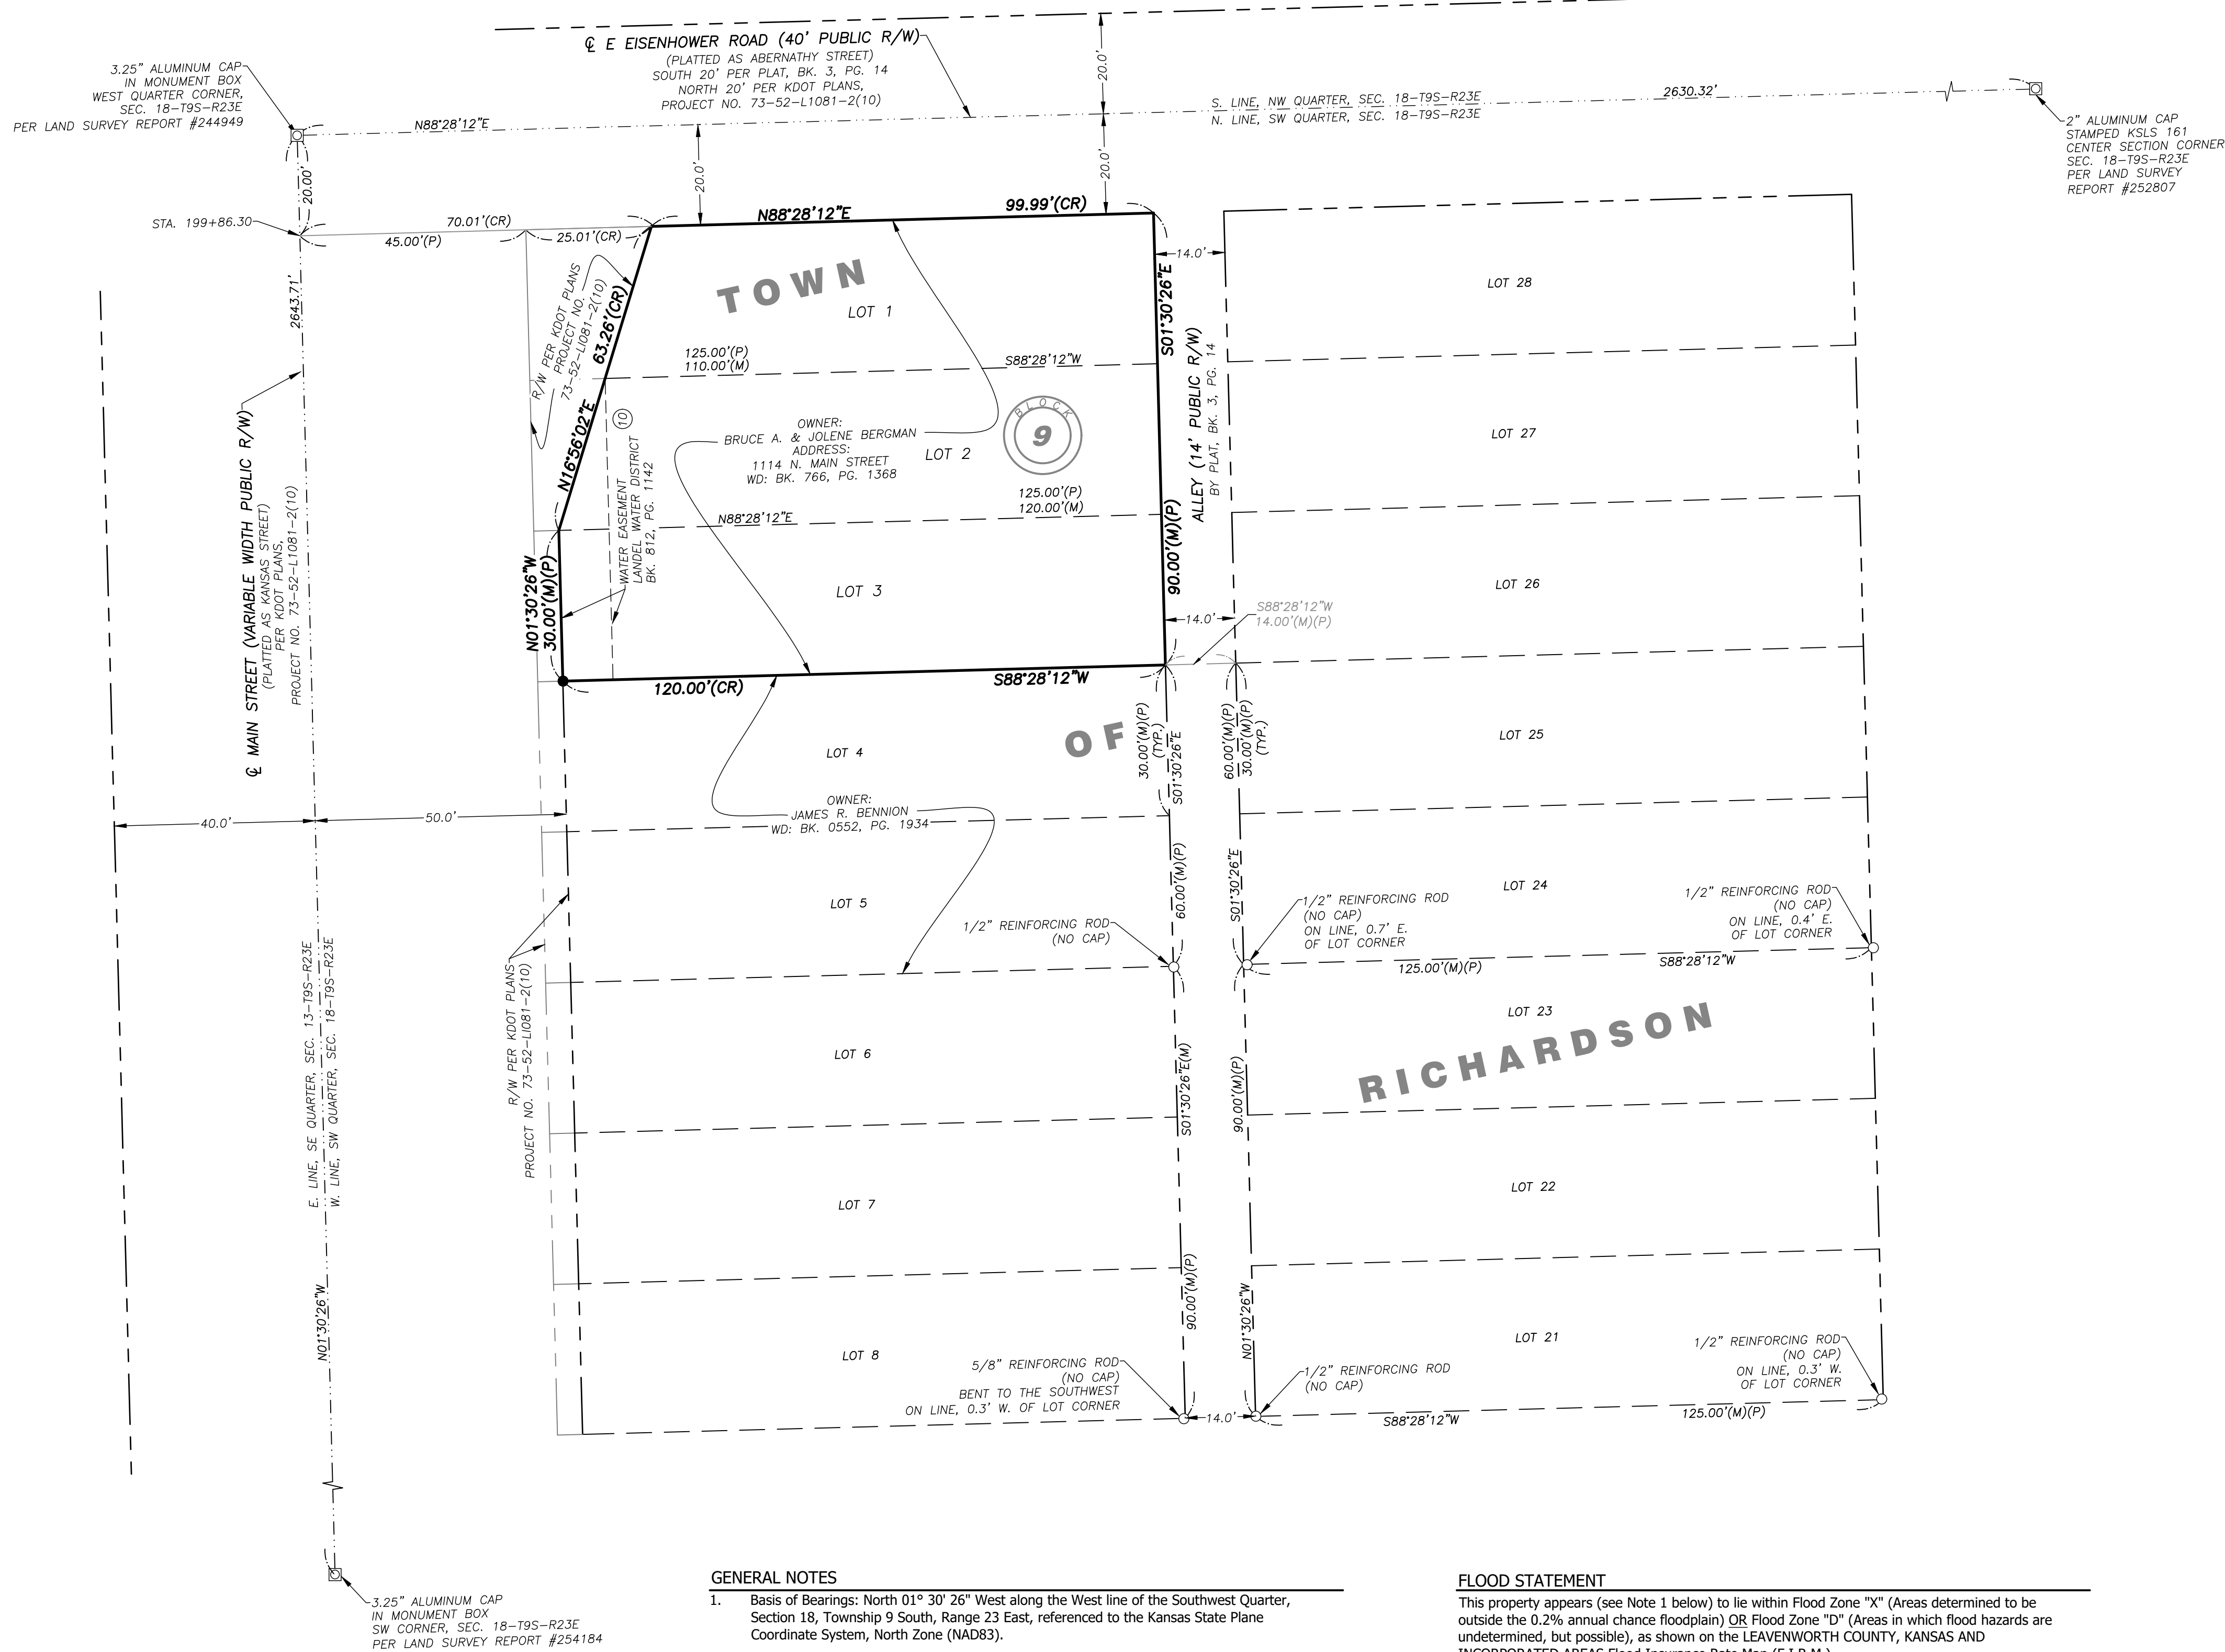 ℄ E EISENHOWER ROAD (40' PUBLIC R/W)
(PLATTED AS ABERNATHY STREET)
SOUTH 20' PER PLAT, BK. 3, PG. 14
NORTH 20' PER KDOT PLANS,
PROJECT NO. 73-52-L1081-2(10)
20.0'
3.25" ALUMINUM CAP
IN MONUMENT BOX
WEST QUARTER CORNER,
SEC. 18-T9S-R23E
PER LAND SURVEY REPORT #244949
N88°28'12"E
S. LINE, NW QUARTER, SEC. 18-T9S-R23E
N. LINE, SW QUARTER, SEC. 18-T9S-R23E
2630.32'
2" ALUMINUM CAP
STAMPED KSLS 161
CENTER SECTION CORNER
SEC. 18-T9S-R23E
PER LAND SURVEY
REPORT #252807
20.00'
20.0'
20.0'
STA. 199+86.30
70.01'(CR)
45.00'(P)
25.01'(CR)
N88°28'12"E
99.99'(CR)
14.0'
2643.71'
R/W PER KDOT PLANS
PROJECT NO.
73-52-LI081-2(10)
63.26'(CR)
N16°56'02"E
TOWN
LOT 1
S01°30'26"E
LOT 28
125.00'(P)
110.00'(M)
S88°28'12"W
ALLEY (14' PUBLIC R/W)
BY PLAT, BK. 3, PG. 14
℄ MAIN STREET (VARIABLE WIDTH PUBLIC R/W)
(PLATTED AS KANSAS STREET)
PER KDOT PLANS,
PROJECT NO. 73-52-L1081-2(10)
10
WATER EASEMENT
LANDEL WATER DISTRICT
BK. 812, PG. 1142
OWNER:
BRUCE A. & JOLENE BERGMAN
ADDRESS:
1114 N. MAIN STREET
WD: BK. 766, PG. 1368
LOT 2
BLOCK
9
LOT 27
125.00'(P)
120.00'(M)
N88°28'12"E
90.00'(M)(P)
N01°30'26"W
30.00'(M)(P)
LOT 3
LOT 26
14.0'
S88°28'12"W
14.00'(M)(P)
120.00'(CR)
S88°28'12"W
OF
30.00'(M)(P)
(TYP.)
S01°30'26"E
60.00'(M)(P)
30.00'(M)(P)
(TYP.)
LOT 4
LOT 25
OWNER:
JAMES R. BENNION
WD: BK. 0552, PG. 1934
40.0'
50.0'
60.00'(M)(P)
S01°30'26"E
LOT 5
LOT 24
1/2" REINFORCING ROD
(NO CAP)
1/2" REINFORCING ROD
(NO CAP)
ON LINE, 0.7' E.
OF LOT CORNER
1/2" REINFORCING ROD
(NO CAP)
ON LINE, 0.4' E.
OF LOT CORNER
125.00'(M)(P)
S88°28'12"W
E. LINE, SE QUARTER, SEC. 13-T9S-R23E
W. LINE, SW QUARTER, SEC. 18-T9S-R23E
R/W PER KDOT PLANS
PROJECT NO. 73-52-LI081-2(10)
LOT 6
S01°30'26"E(M)
90.00'(M)(P)
LOT 23
RICHARDSON
LOT 7
LOT 22
N01°30'26"W
90.00'(M)(P)
N01°30'26"W
LOT 8
LOT 21
5/8" REINFORCING ROD
(NO CAP)
BENT TO THE SOUTHWEST
ON LINE, 0.3' W. OF LOT CORNER
1/2" REINFORCING ROD
(NO CAP)
1/2" REINFORCING ROD
(NO CAP)
ON LINE, 0.3' W.
OF LOT CORNER
14.0'
S88°28'12"W
125.00'(M)(P)
3.25" ALUMINUM CAP
IN MONUMENT BOX
SW CORNER, SEC. 18-T9S-R23E
PER LAND SURVEY REPORT #254184
GENERAL NOTES
1. Basis of Bearings: North 01° 30' 26" West along the West line of the Southwest Quarter,
Section 18, Township 9 South, Range 23 East, referenced to the Kansas State Plane
Coordinate System, North Zone (NAD83).
FLOOD STATEMENT
This property appears (see Note 1 below) to lie within Flood Zone "X" (Areas determined to be
outside the 0.2% annual chance floodplain) OR Flood Zone "D" (Areas in which flood hazards are
undetermined, but possible), as shown on the LEAVENWORTH COUNTY, KANSAS AND
INCORPORATED AREAS Flood Insurance Rate Map (F.I.R.M.)